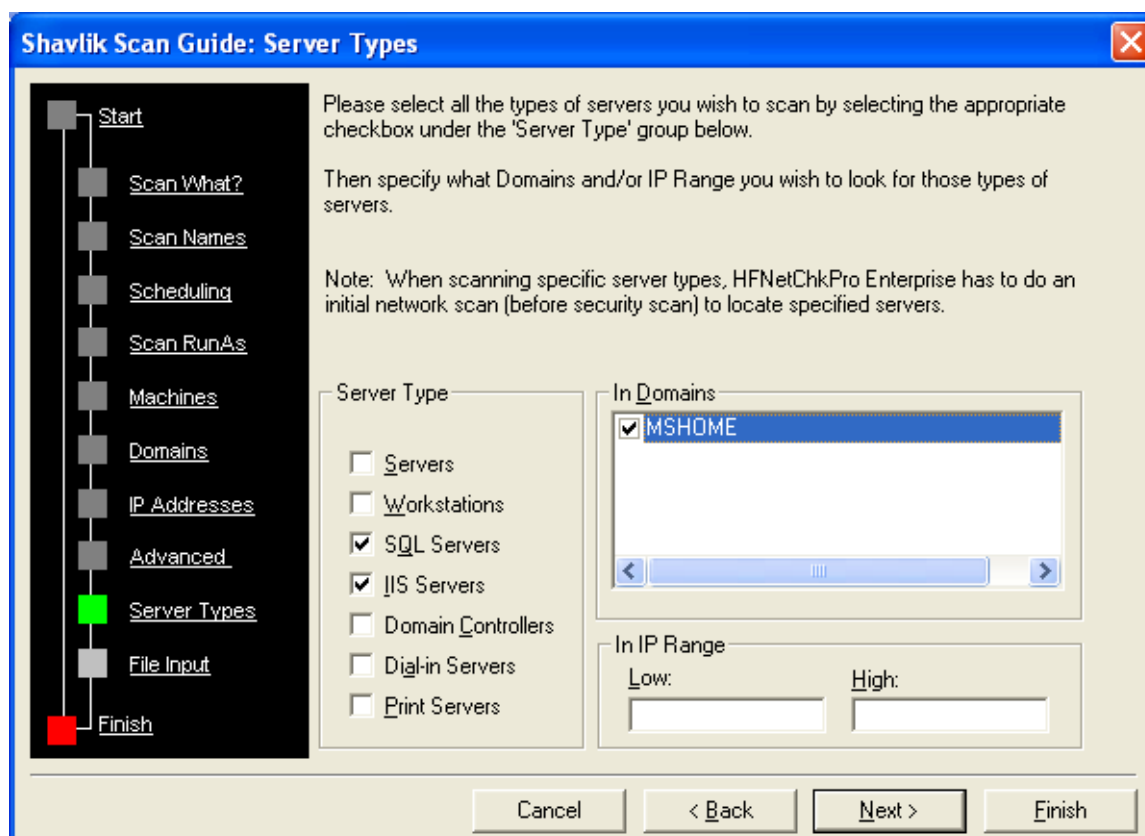 Shavlik Scan Guide: Server Types
Start
Scan What?
Scan Names
Scheduling
Scan RunAs
Machines
Domains
IP Addresses
Advanced
Server Types
File Input
Finish
Please select all the types of servers you wish to scan by selecting the appropriate
checkbox under the 'Server Type' group below.
Then specify what Domains and/or IP Range you wish to look for those types of
servers.
Note: When scanning specific server types, HFNetChkPro Enterprise has to do an
initial network scan (before security scan) to locate specified servers.
Server Type
Servers
Workstations
SQL Servers
IIS Servers
Domain Controllers
Dial-in Servers
Print Servers
In Domains
MSHOME
In IP Range
Low:
High:
Cancel
< Back
Next >
Finish